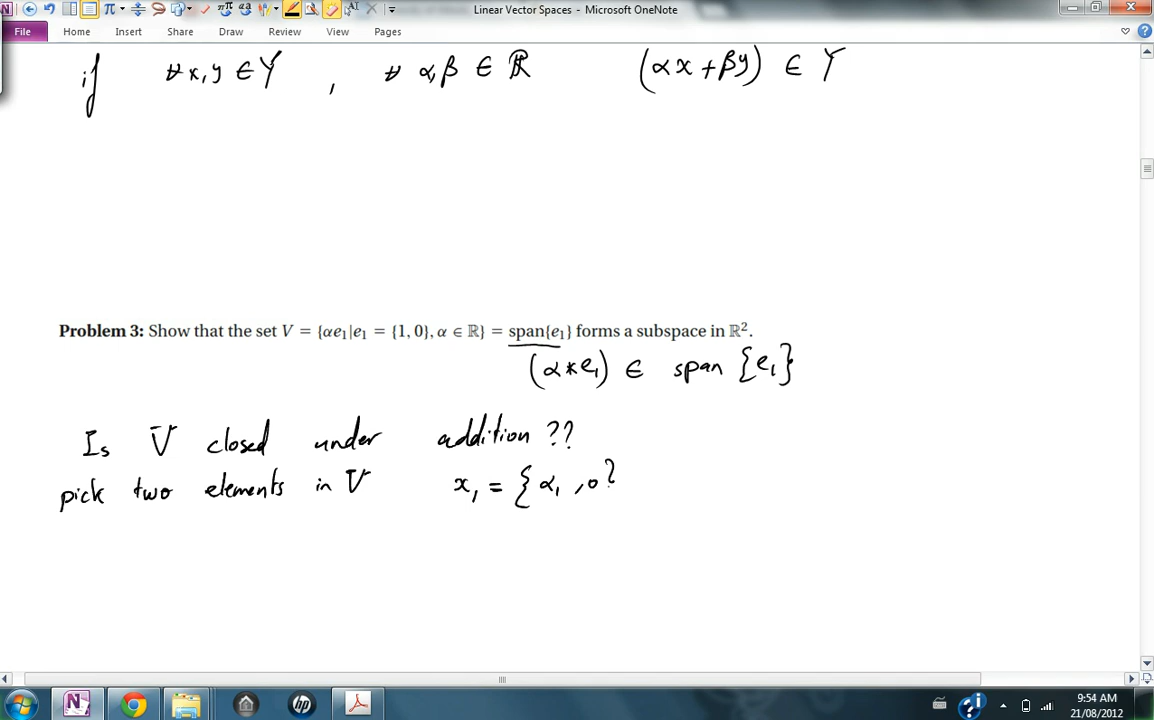 Linear Vector Spaces - Microsoft OneNote
File Home Insert Share Draw Review View Pages
if ∀ x, y ∈ Y , ∀ α, β ∈ ℝ (αx + βy) ∈ Y
Problem 3: Show that the set V = {αe₁|e₁ = {1, 0}, α ∈ ℝ} = span{e₁} forms a subspace in ℝ².
(α * e₁) ∈ span {e₁}
Is V closed under addition ??
pick two elements in V x₁ = { α₁ , 0
9:54 AM
21/08/2012